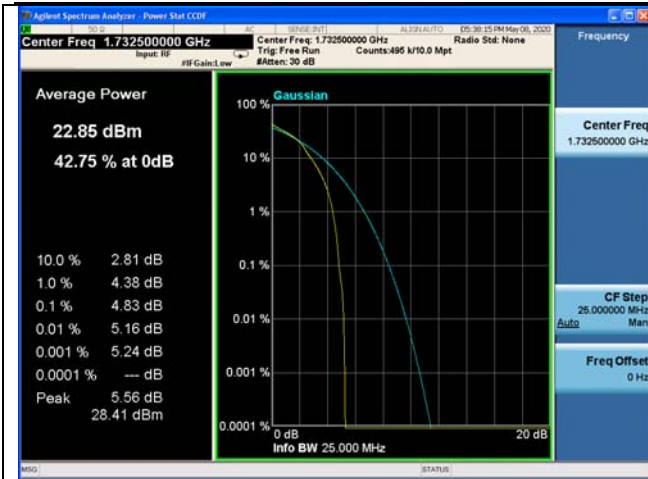 Agilent Spectrum Analyzer - Power Stat CCDF
50 Ω AC SENSE:INT ALIGN AUTO 05:38:15 PM May 08, 2020
Center Freq 1.732500000 GHz
Input: RF
#IFGain:Low
Center Freq: 1.732500000 GHz
Radio Std: None
Trig: Free Run
Counts:495 k/10.0 Mpt
#Atten: 30 dB
Frequency
Average Power
22.85 dBm
42.75 % at 0dB
10.0 % 2.81 dB
1.0 % 4.38 dB
0.1 % 4.83 dB
0.01 % 5.16 dB
0.001 % 5.24 dB
0.0001 % --- dB
Peak 5.56 dB
28.41 dBm
Gaussian
100 %
10 %
1 %
0.1 %
0.01 %
0.001 %
0.0001 %
0 dB
20 dB
Info BW 25.000 MHz
Center Freq
1.732500000 GHz
CF Step
25.000000 MHz
Auto Man
Freq Offset
0 Hz
MSG
STATUS